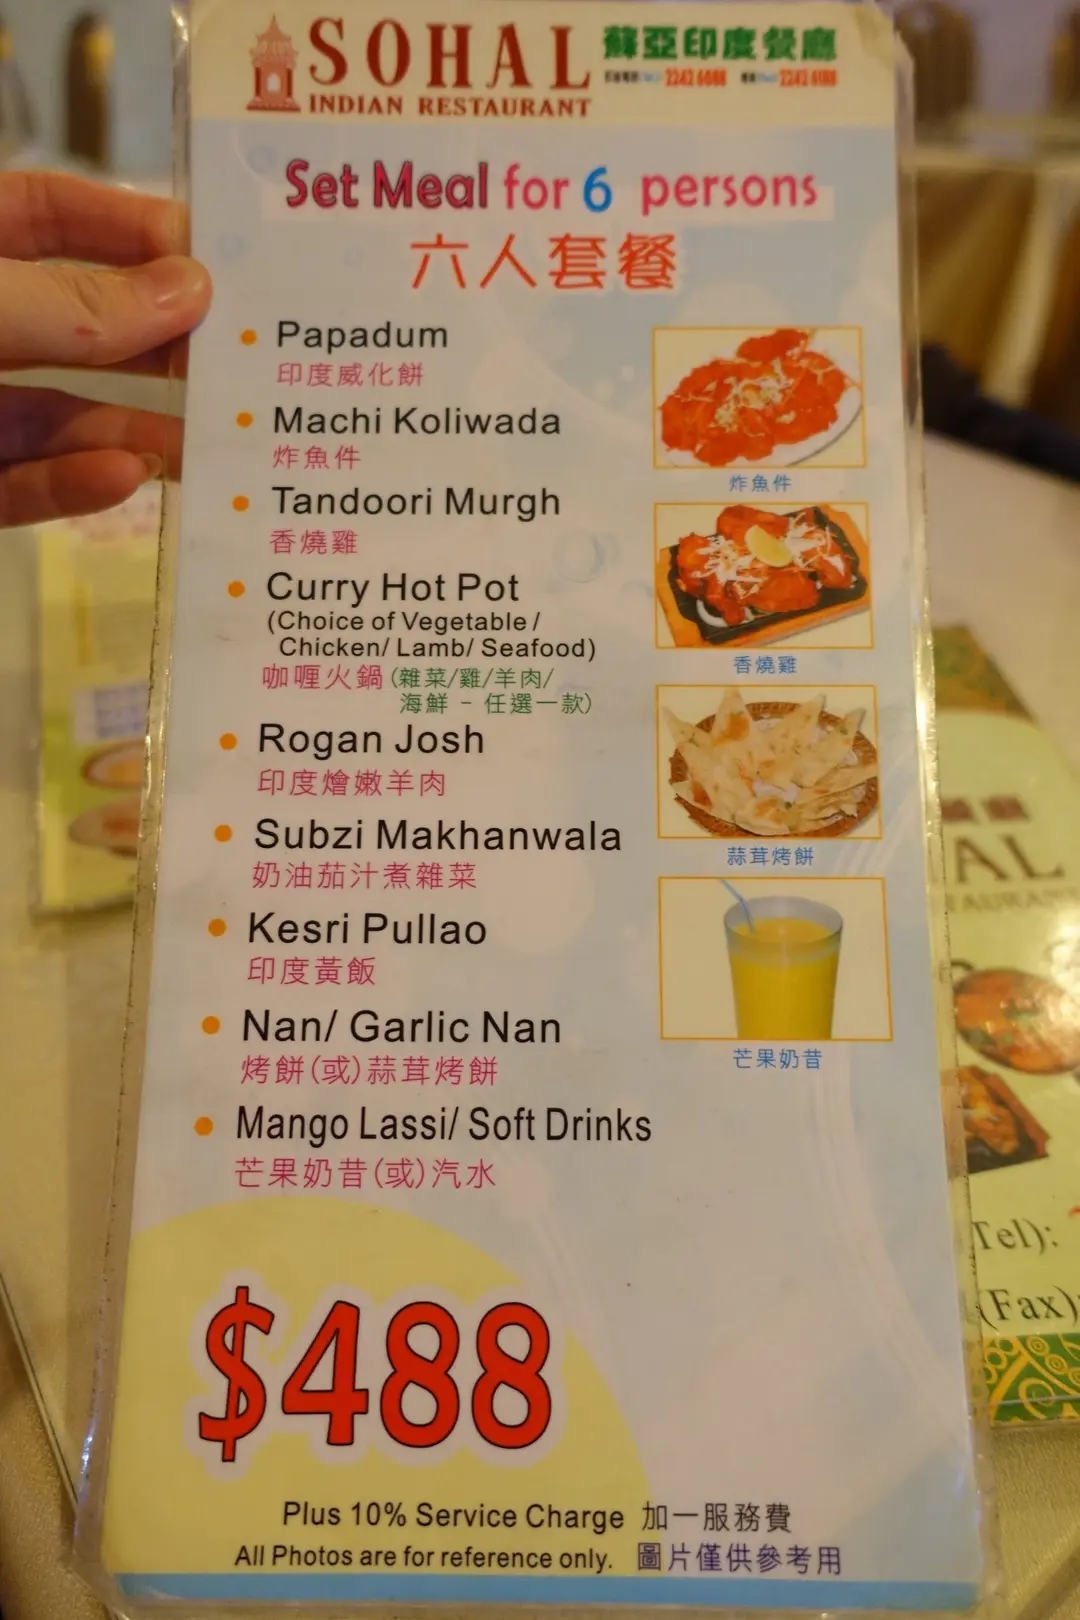 SOHAL
INDIAN RESTAURANT
蘇亞印度餐廳
2242 6088 2242 6188
Set Meal for 6 persons
六人套餐
Papadum
印度威化餅
Machi Koliwada
炸魚件
Tandoori Murgh
香燒雞
Curry Hot Pot
(Choice of Vegetable/
Chicken/ Lamb/ Seafood)
咖喱火鍋(雜菜/雞/羊肉/
海鮮 - 任選一款)
Rogan Josh
印度燴嫩羊肉
Subzi Makhanwala
奶油茄汁煮雜菜
Kesri Pullao
印度黃飯
Nan/ Garlic Nan
烤餅(或)蒜茸烤餅
Mango Lassi/ Soft Drinks
芒果奶昔(或)汽水
炸魚件
香燒雞
蒜茸烤餅
芒果奶昔
$488
Plus 10% Service Charge 加一服務費
All Photos are for reference only. 圖片僅供參考用
AL
Tel):
(Fax)